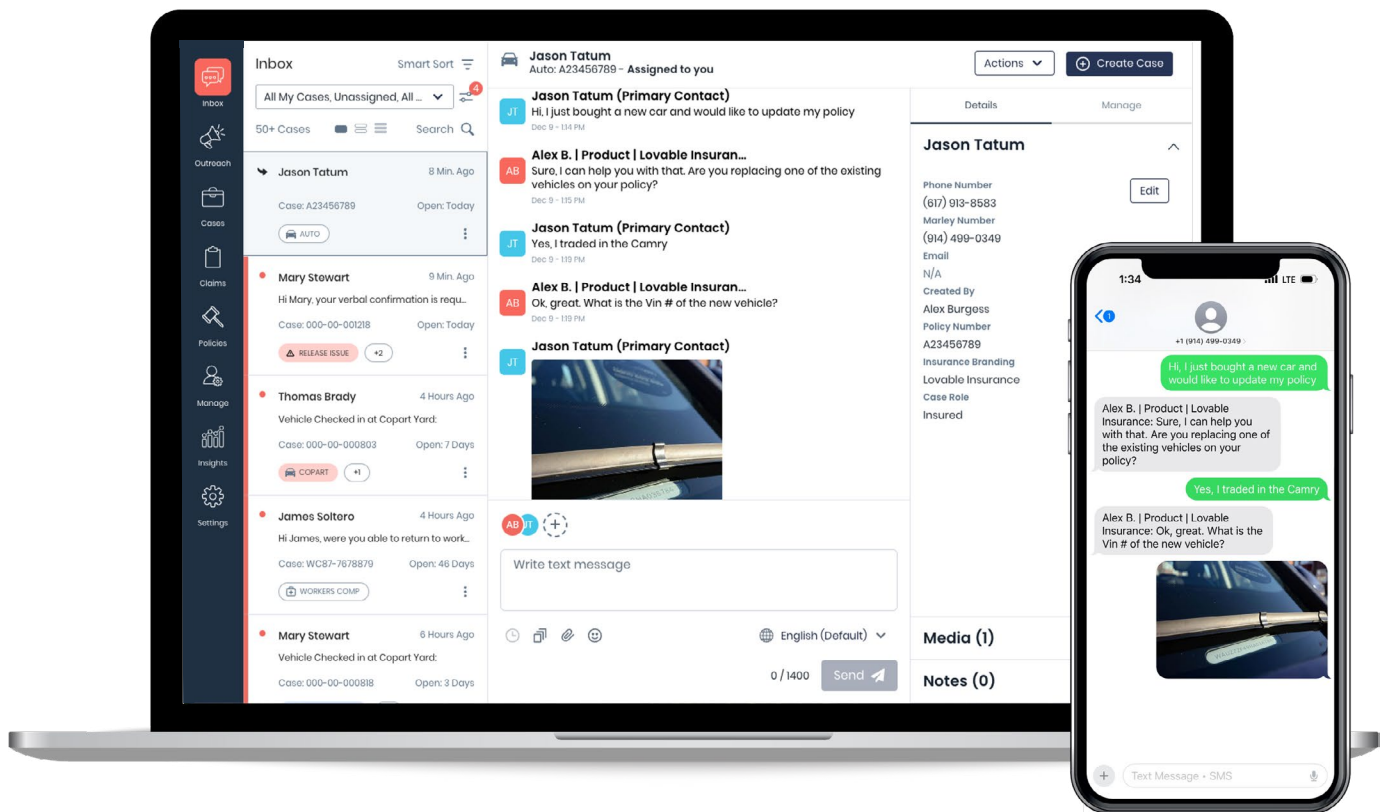 Inbox
Outreach
Cases
Claims
Policies
Manage
Insights
Settings
Inbox
Smart Sort
All My Cases, Unassigned, All ...
4
50+ Cases
Search
Jason Tatum
8 Min. Ago
Case: A23456789
Open: Today
AUTO
Mary Stewart
9 Min. Ago
Hi Mary, your verbal confirmation is requ...
Case: 000-00-001218
Open: Today
RELEASE ISSUE
+2
Thomas Brady
4 Hours Ago
Vehicle Checked in at Copart Yard:
Case: 000-00-000803
Open: 7 Days
COPART
+1
James Soltero
4 Hours Ago
Hi James, were you able to return to work...
Case: WC87-7678879
Open: 46 Days
WORKERS COMP
Mary Stewart
6 Hours Ago
Vehicle Checked in at Copart Yard:
Case: 000-00-000818
Open: 3 Days
Jason Tatum
Auto: A23456789 - Assigned to you
Actions
Create Case
JT
Jason Tatum (Primary Contact)
Hi, I just bought a new car and would like to update my policy
Dec 9 - 1:14 PM
AB
Alex B. | Product | Lovable Insuran...
Sure, I can help you with that. Are you replacing one of the existing
vehicles on your policy?
Dec 9 - 1:15 PM
JT
Jason Tatum (Primary Contact)
Yes, I traded in the Camry
Dec 9 - 1:19 PM
AB
Alex B. | Product | Lovable Insuran...
Ok, great. What is the Vin # of the new vehicle?
Dec 9 - 1:19 PM
JT
Jason Tatum (Primary Contact)
AB
JT
Write text message
English (Default)
0 / 1400
Send
Details
Manage
Jason Tatum
Phone Number
(617) 913-8583
Edit
Marley Number
(914) 499-0349
Email
N/A
Created By
Alex Burgess
Policy Number
A23456789
Insurance Branding
Lovable Insurance
Case Role
Insured
Media (1)
Notes (0)
1:34
LTE
1
+1 (914) 499-0349
Hi, I just bought a new car and
would like to update my policy
Alex B. | Product | Lovable
Insurance: Sure, I can help you
with that. Are you replacing one of
the existing vehicles on your
policy?
Yes, I traded in the Camry
Alex B. | Product | Lovable
Insurance: Ok, great. What is the
Vin # of the new vehicle?
Text Message • SMS